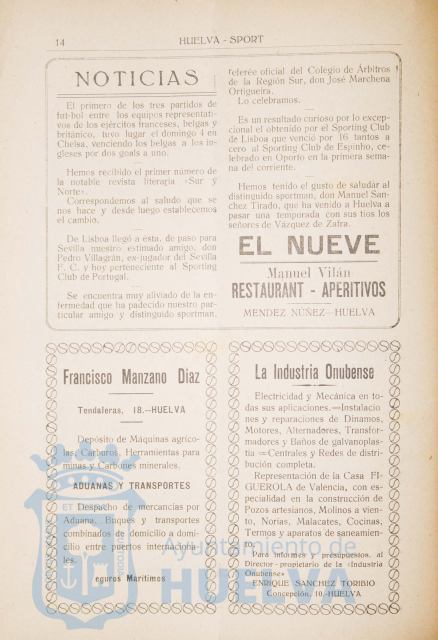 14
HUELVA - SPORT
NOTICIAS
El primero de los tres partidos de
fut-bol entre los equipos representati-
vos de los ejércitos franceses, belgas y
británico, tuvo lugar el domingo 4 en
Chelsa, venciendo los belgas a los in-
gleses por dos goals a uno.
Hemos recibido el primer número de
la notable revista literaria «Sur y
Norte».
Correspondemos al saludo que se
nos hace y desde luego establecemos
el cambio.
De Lisboa llegó a ésta, de paso para
Sevilla nuestro estimado amigo, don
Pedro Villagrán, ex-jugador del Sevilla
F. C. y hoy perteneciente al Sporting
Club de Portugal.
Se encuentra muy aliviado de la en-
fermedad que ha padecido nuestro par-
ticular amigo y distinguido sportman,
referée oficial del Colegio de Arbitros
de la Región Sur, don José Marchena
Ortigueira.
Lo celebramos.
Es un resultado curioso por lo excep-
cional el obtenido por el Sporting Club
de Lisboa que venció por 16 tantos a
cero al Sporting Club de Espinho, ce-
lebrado en Oporto en la primera sema-
na del corriente.
Hemos tenido el gusto de saludar al
distinguido sportman, don Manuel San-
chez Tirado, que ha venido a Huelva a
pasar una temporada con sus tíos los
señores de Vázquez de Zafra.
EL NUEVE
Manuel Vilán
RESTAURANT - APERITIVOS
MENDEZ NÚÑEZ—HUELVA
Francisco Manzano Diaz
Tendaleras, 18.—HUELVA
Depósito de Máquinas agríco-
las, Carburos, Herramientas para
minas y Carbones minerales.
ADUANAS Y TRANSPORTES
Despacho de mercancías por
Aduana, Buques y transportes
combinados de domicilio a domi-
cilio entre puertos internaciona-
les.
eguros Marítimos
La Industria Onubense
Electricidad y Mecánica en to-
das sus aplicaciones.=Instalacio
nes y reparaciones de Dinamos,
Motores, Alternadores, Transfor-
madores y Baños de galvanoplas-
tia =Centrales y Redes de distri-
bución completa.
Representación de la Casa FI-
GUEROLA de Valencia, con es-
pecialidad en la construcción de
Pozos artesianos, Molinos a vien-
to, Norias, Malacates, Cocinas,
Termos y aparatos de saneamien-
to.
Para informes y presupuestos, al
Director - propietario de la «Industria
Onubense»
ENRIQUE SANCHEZ TORIBIO
Concepción, 10.-HUELVA
Ayuntamiento de
HUELVA